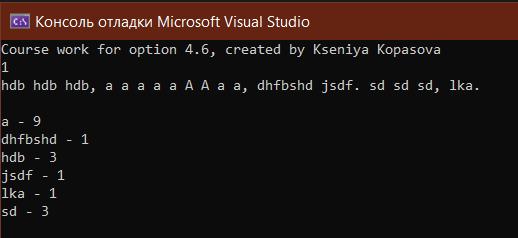 C:\ Консоль отладки Microsoft Visual Studio
Course work for option 4.6, created by Kseniya Kopasova
1
hdb hdb hdb, a a a a a A A a a, dhfbshd jsdf. sd sd sd, lka.
a - 9
dhfbshd - 1
hdb - 3
jsdf - 1
lka - 1
sd - 3